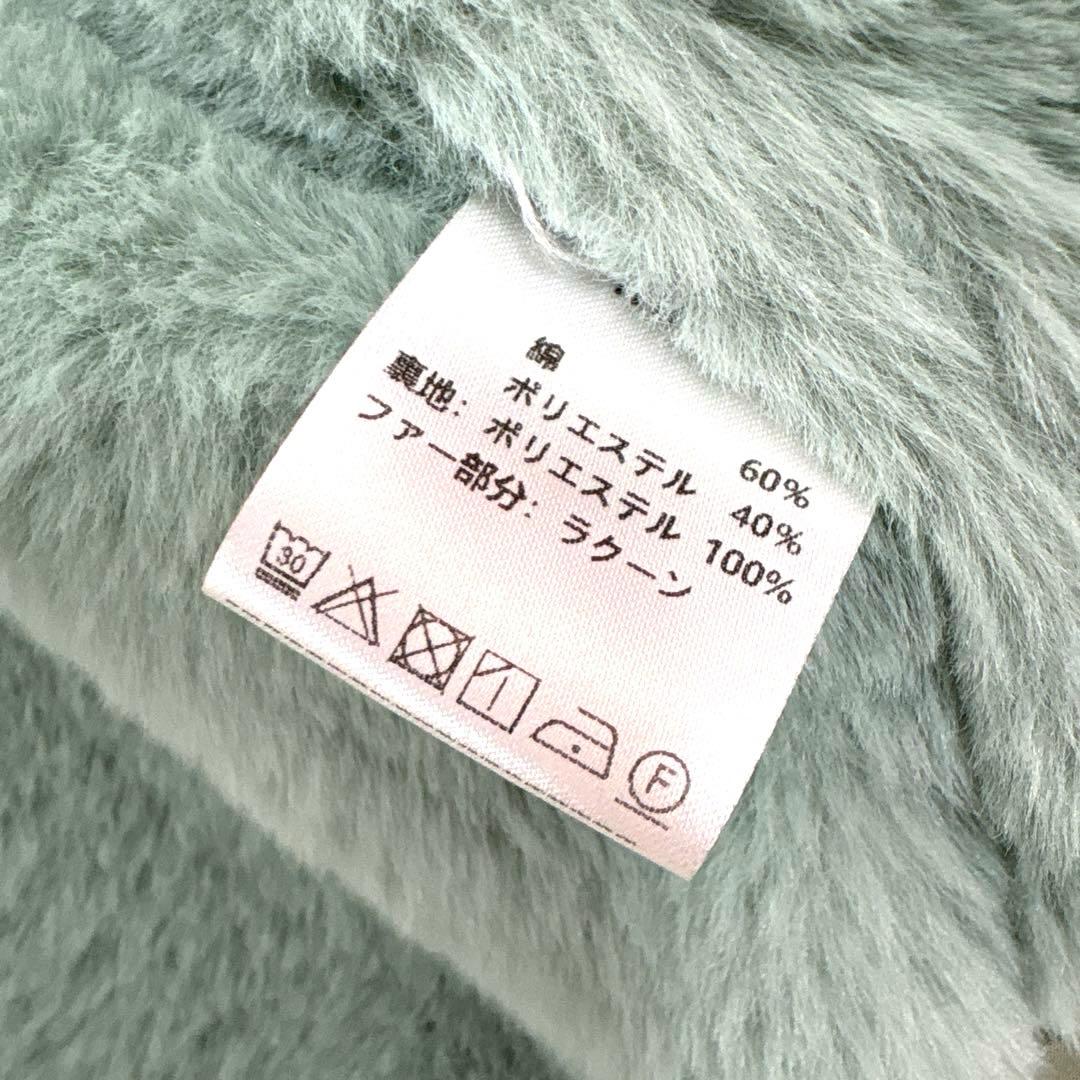 綿 60%
ポリエステル 40%
裏地: ポリエステル 100%
ファー部分: ラクーン
30
F